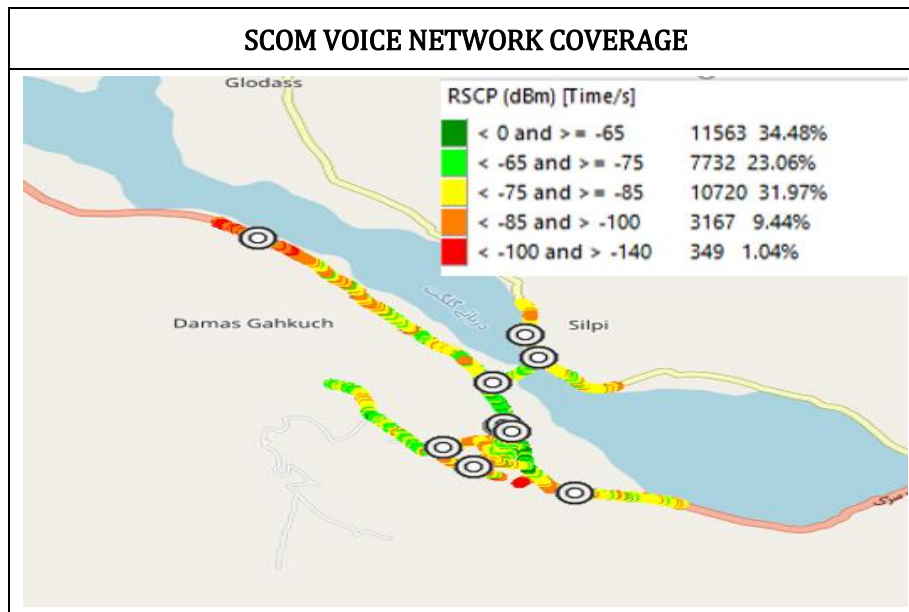 SCOM VOICE NETWORK COVERAGE
Glodass
RSCP (dBm) [Time/s]
< 0 and >= -65 11563 34.48%
< -65 and >= -75 7732 23.06%
< -75 and >= -85 10720 31.97%
< -85 and > -100 3167 9.44%
< -100 and > -140 349 1.04%
دریائے گلگت
Damas Gahkuch
Silpi